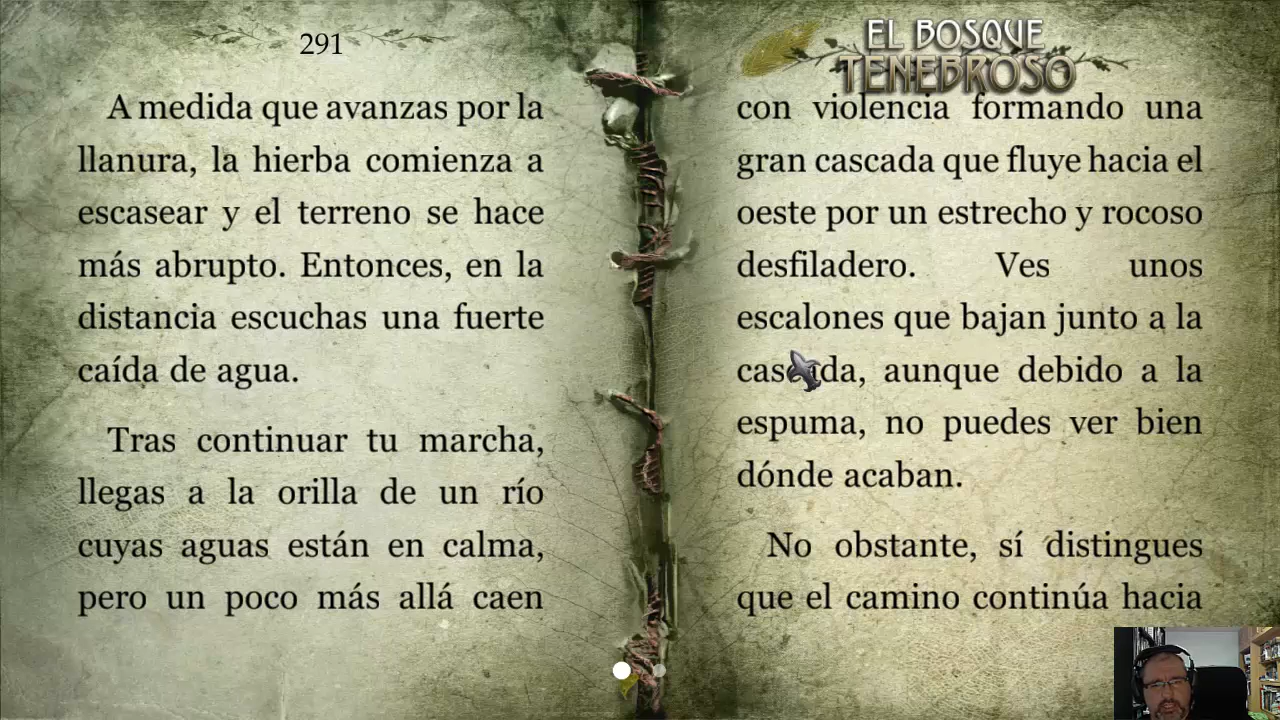 291
A medida que avanzas por la
llanura, la hierba comienza a
escasear y el terreno se hace
más abrupto. Entonces, en la
distancia escuchas una fuerte
caída de agua.
Tras continuar tu marcha,
llegas a la orilla de un río
cuyas aguas están en calma,
pero un poco más allá caen
EL BOSQUE
TENEBROSO
con violencia formando una
gran cascada que fluye hacia el
oeste por un estrecho y rocoso
desfiladero. Ves unos
escalones que bajan junto a la
cascada, aunque debido a la
espuma, no puedes ver bien
dónde acaban.
No obstante, sí distingues
que el camino continúa hacia